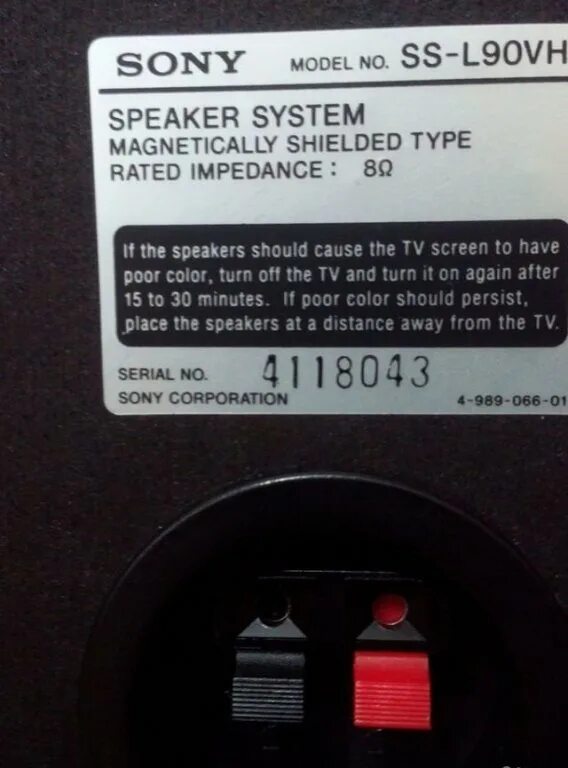 SONY MODEL NO. SS-L90VH
SPEAKER SYSTEM
MAGNETICALLY SHIELDED TYPE
RATED IMPEDANCE : 8Ω
If the speakers should cause the TV screen to have
poor color, turn off the TV and turn it on again after
15 to 30 minutes. If poor color should persist,
place the speakers at a distance away from the TV.
SERIAL NO. 4118043
SONY CORPORATION 4-989-066-01